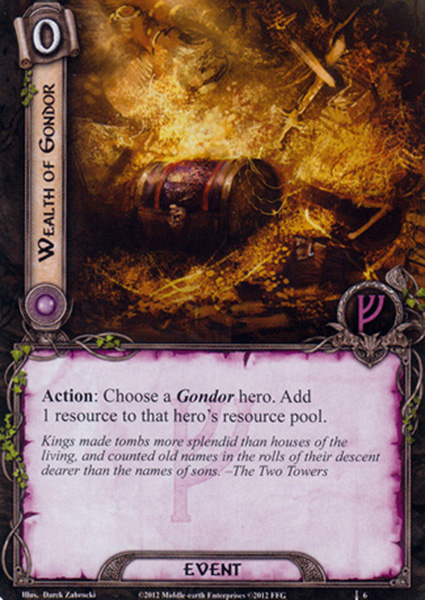 0
WEALTH OF GONDOR
Action: Choose a Gondor hero. Add
1 resource to that hero's resource pool.
Kings made tombs more splendid than houses of the
living, and counted old names in the rolls of their descent
dearer than the names of sons. –The Two Towers
EVENT
Illus. Darek Zabrocki
©2012 Middle-earth Enterprises ©2012 FFG
6